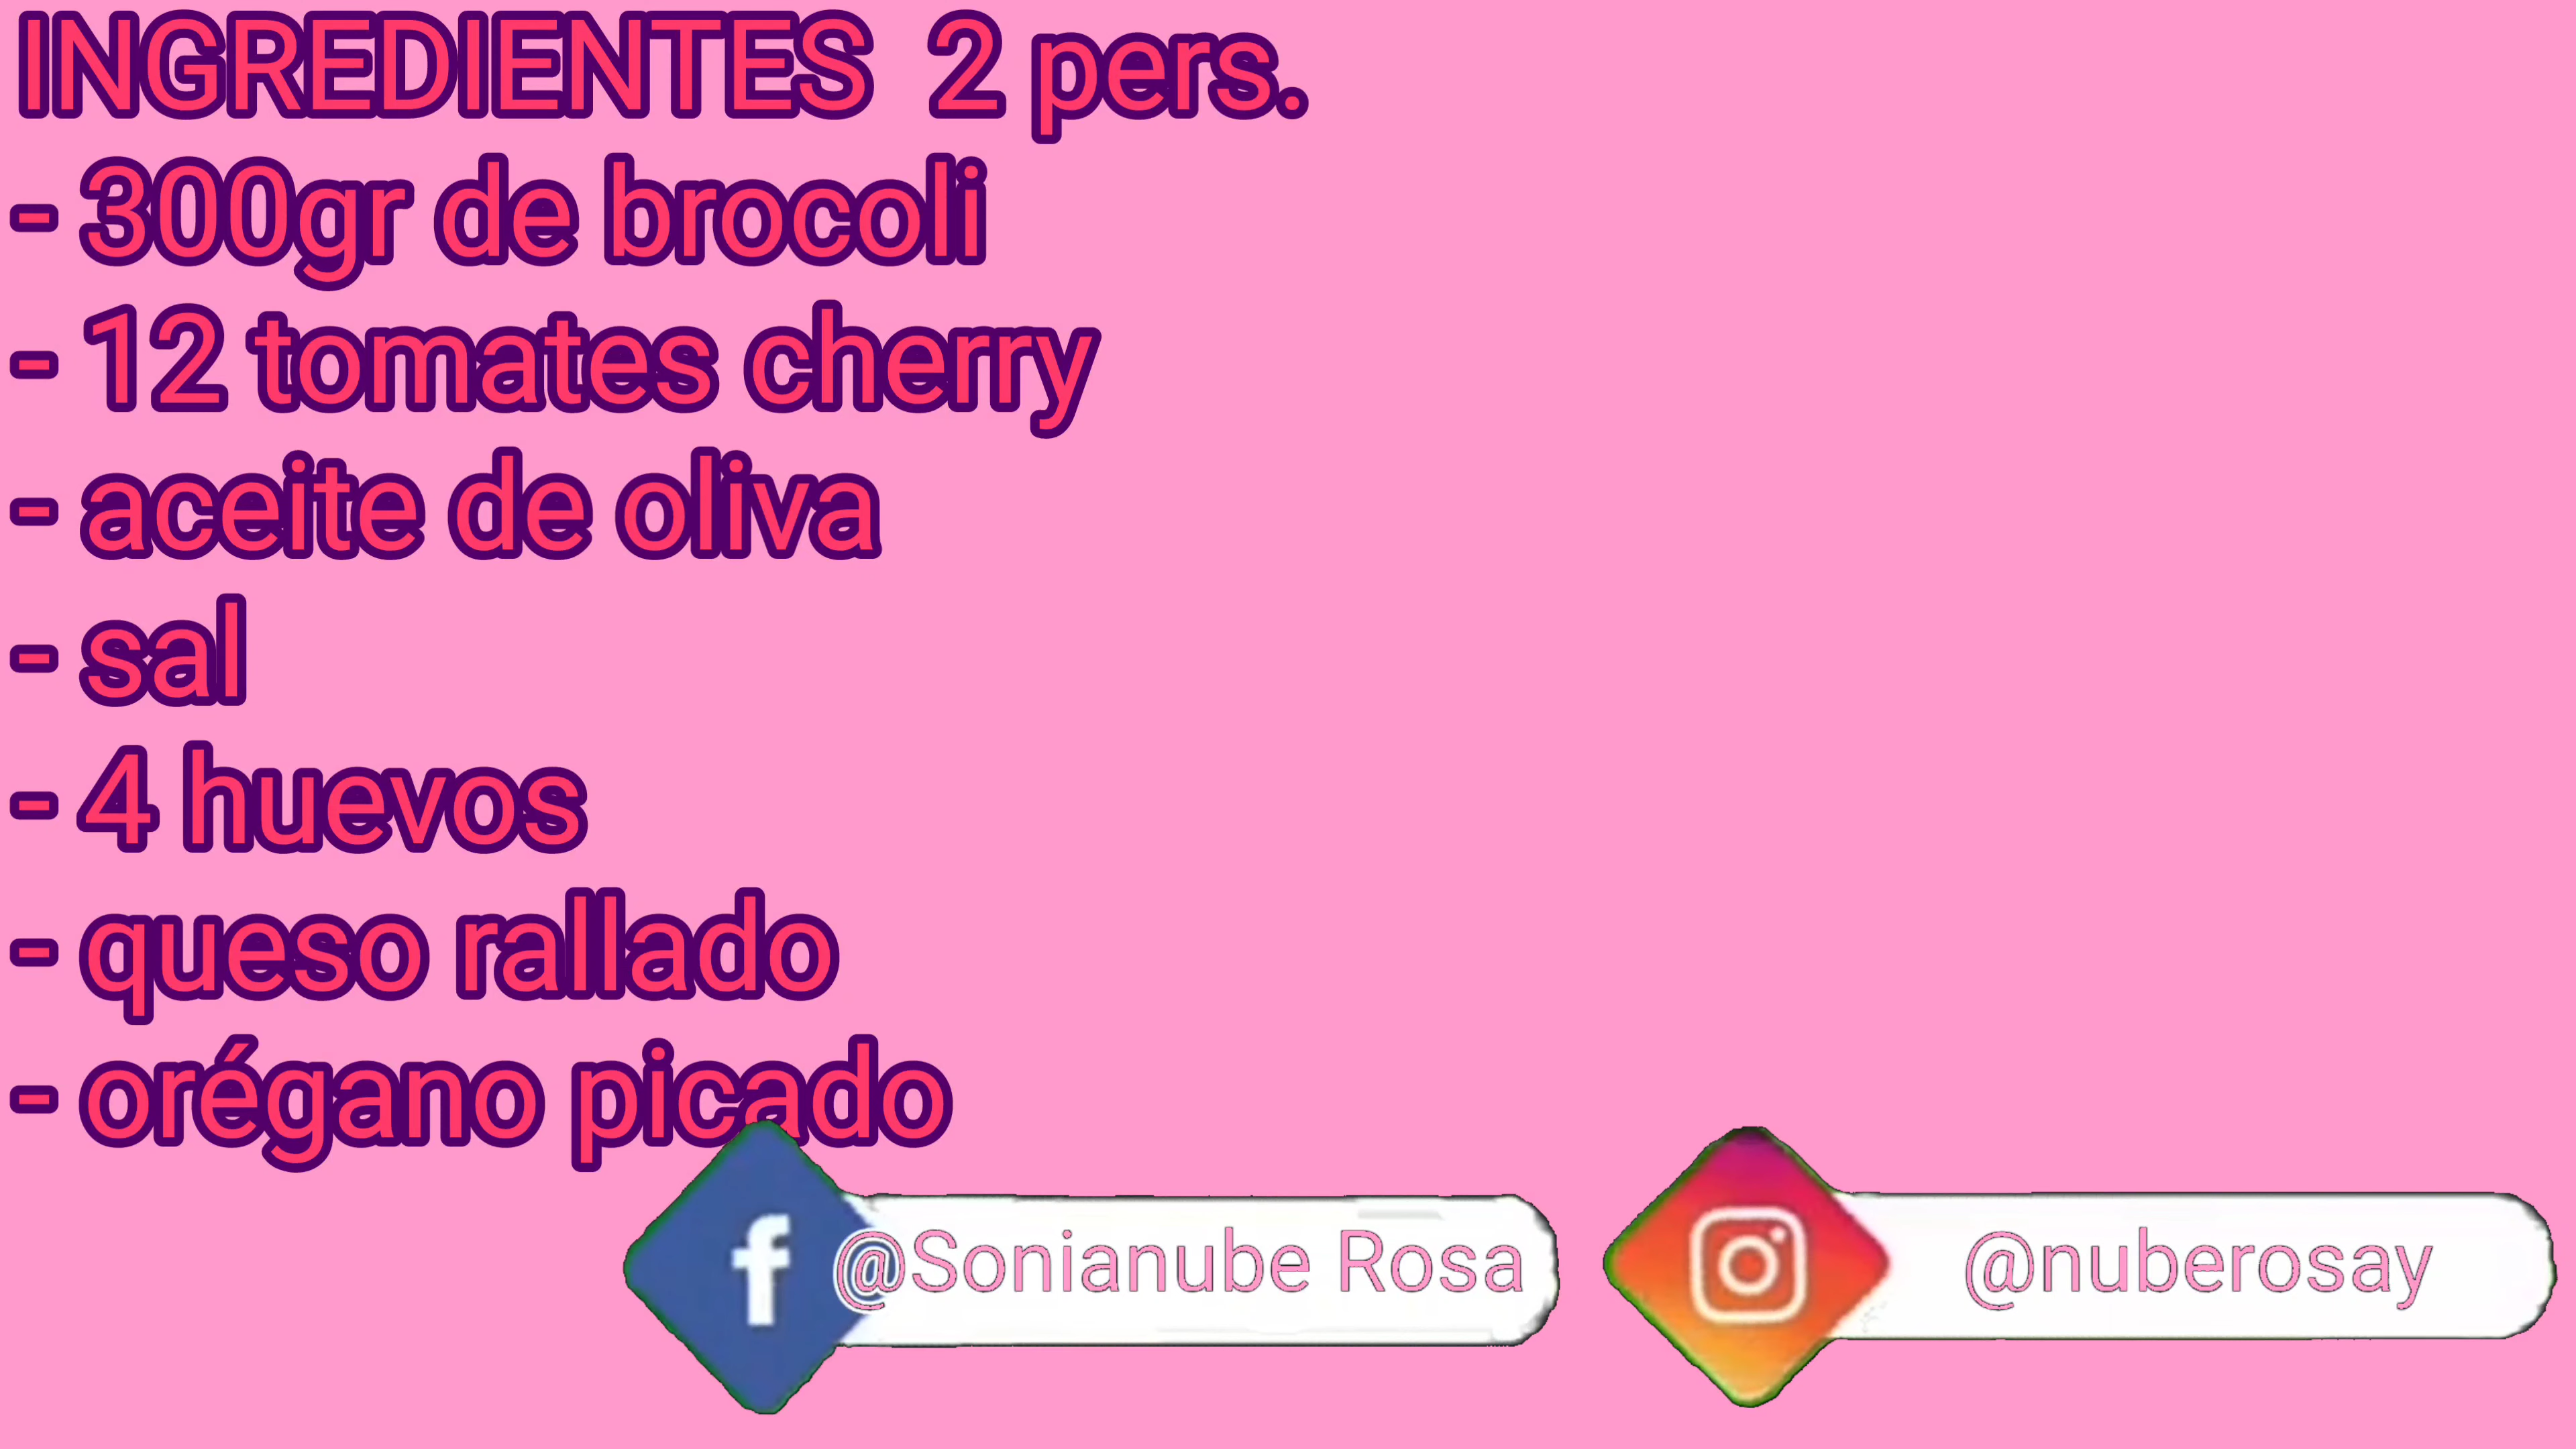 INGREDIENTES 2 pers.
- 300gr de brocoli
- 12 tomates cherry
- aceite de oliva
- sal
- 4 huevos
- queso rallado
- orégano picado
f @Sonianube Rosa
@nuberosay